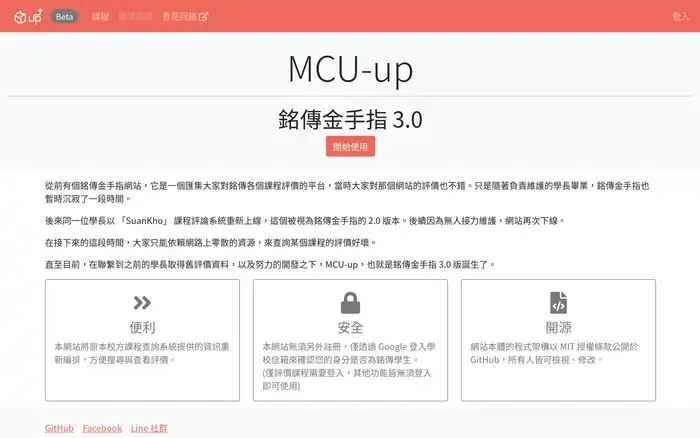 up Beta 課程 意見回饋 登入
MCU-up
銘傳金手指 3.0
開始使用
從前有個銘傳金手指網站，它是一個匯集大家對銘傳各個課程評價的平台，當時大家對那個網站的評價也不錯。只是隨著負責維護的學長畢業，銘傳金手指也
暫時沉寂了一段時間。
後來同一位學長以 「SuanKho」 課程評論系統重新上線，這個被視為銘傳金手指的 2.0 版本。後續因為無人接力維護，網站再次下線。
在接下來的這段時間，大家只能依賴網路上零散的資源，來查詢某個課程的評價好壞。
直至目前，在聯繫到之前的學長取得舊評價資料，以及努力的開發之下，MCU-up，也就是銘傳金手指 3.0 版誕生了。
便利
本網站將原本校方課程查詢系統提供的資訊重
新編排，方便搜尋與查看評價。
安全
本網站無須另外註冊，僅透過 Google 登入學
校信箱來確認您的身分是否為銘傳學生。
(僅評價課程需要登入，其他功能皆無須登入
即可使用)
開源
網站本體的程式架構以 MIT 授權條款公開於
GitHub，所有人皆可檢視、修改。
GitHub Facebook Line 社群